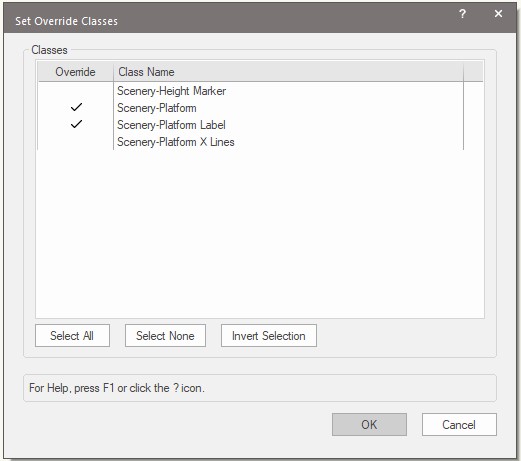 Set Override Classes ? ×
Classes
Override Class Name
Scenery-Height Marker
✓ Scenery-Platform
✓ Scenery-Platform Label
Scenery-Platform X Lines
Select All Select None Invert Selection
For Help, press F1 or click the ? icon.
OK Cancel